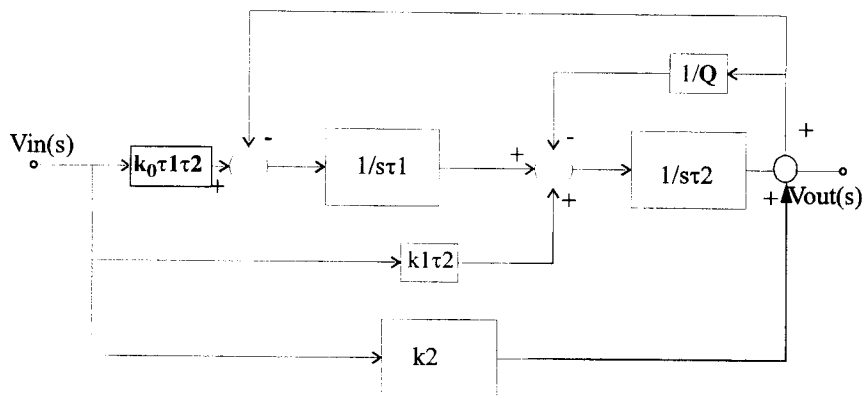 1/Q
-
-
+
Vin(s)
k₀τ1τ2
+
1/sτ1
+
+
1/sτ2
+
Vout(s)
k1τ2
k2